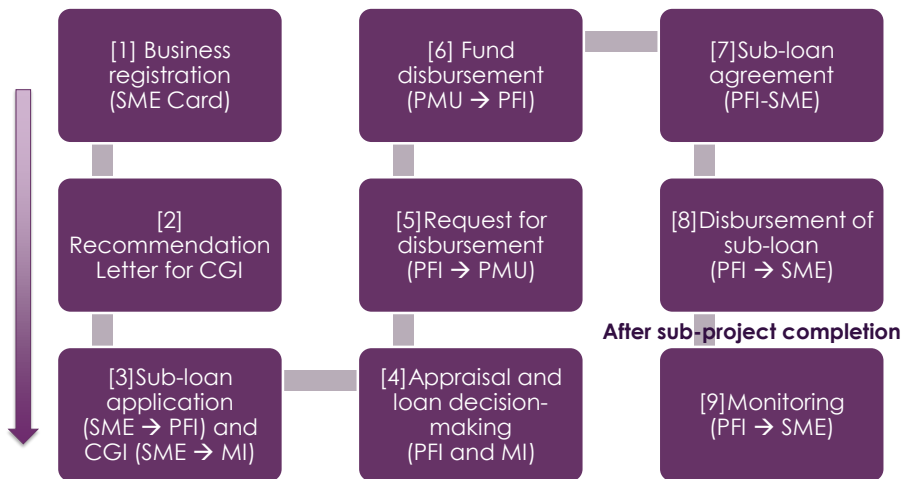 [1] Business
registration
(SME Card)
[2]
Recommendation
Letter for CGI
[3]Sub-loan
application
(SME → PFI) and
CGI (SME → MI)
[4]Appraisal and
loan decision-
making
(PFI and MI)
[5]Request for
disbursement
(PFI → PMU)
[6] Fund
disbursement
(PMU → PFI)
[7]Sub-loan
agreement
(PFI-SME)
[8]Disbursement of
sub-loan
(PFI → SME)
After sub-project completion
[9]Monitoring
(PFI → SME)